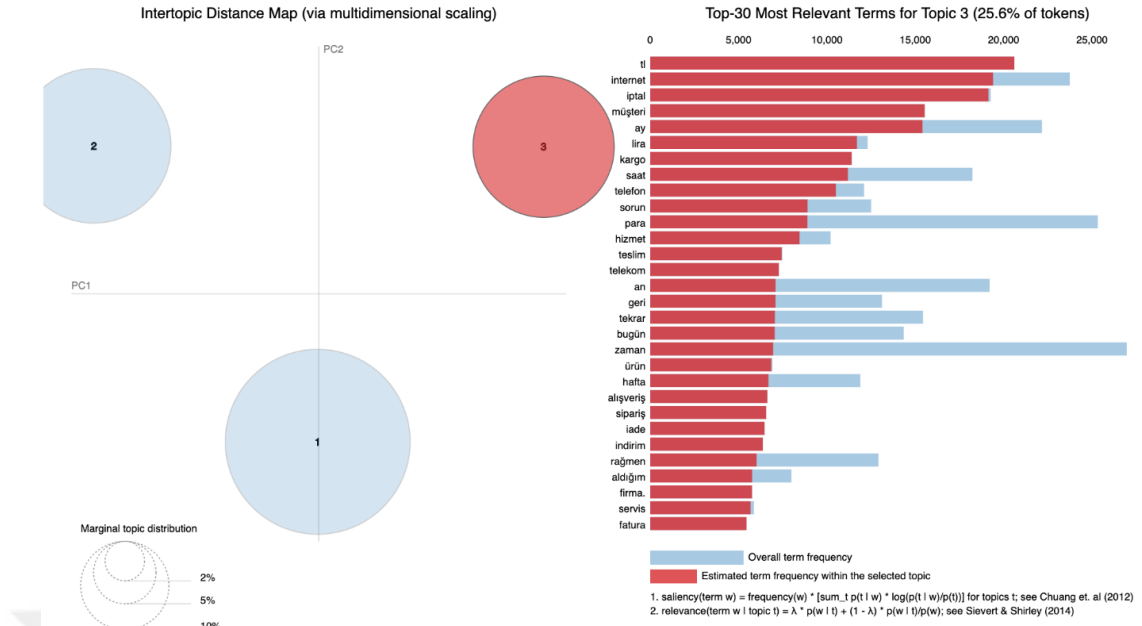 Intertopic Distance Map (via multidimensional scaling)
PC2
PC1
2
3
1
Marginal topic distribution
2%
5%
10%
Top-30 Most Relevant Terms for Topic 3 (25.6% of tokens)
0 5,000 10,000 15,000 20,000 25,000
tl
internet
iptal
müşteri
ay
lira
kargo
saat
telefon
sorun
para
hizmet
teslim
telekom
an
geri
tekrar
bugün
zaman
ürün
hafta
alışveriş
sipariş
iade
indirim
rağmen
aldığım
firma.
servis
fatura
Overall term frequency
Estimated term frequency within the selected topic
1. saliency(term w) = frequency(w) * [sum_t p(t | w) * log(p(t | w)/p(t))] for topics t; see Chuang et. al (2012)
2. relevance(term w | topic t) = λ * p(w | t) + (1 - λ) * p(w | t)/p(w); see Sievert & Shirley (2014)